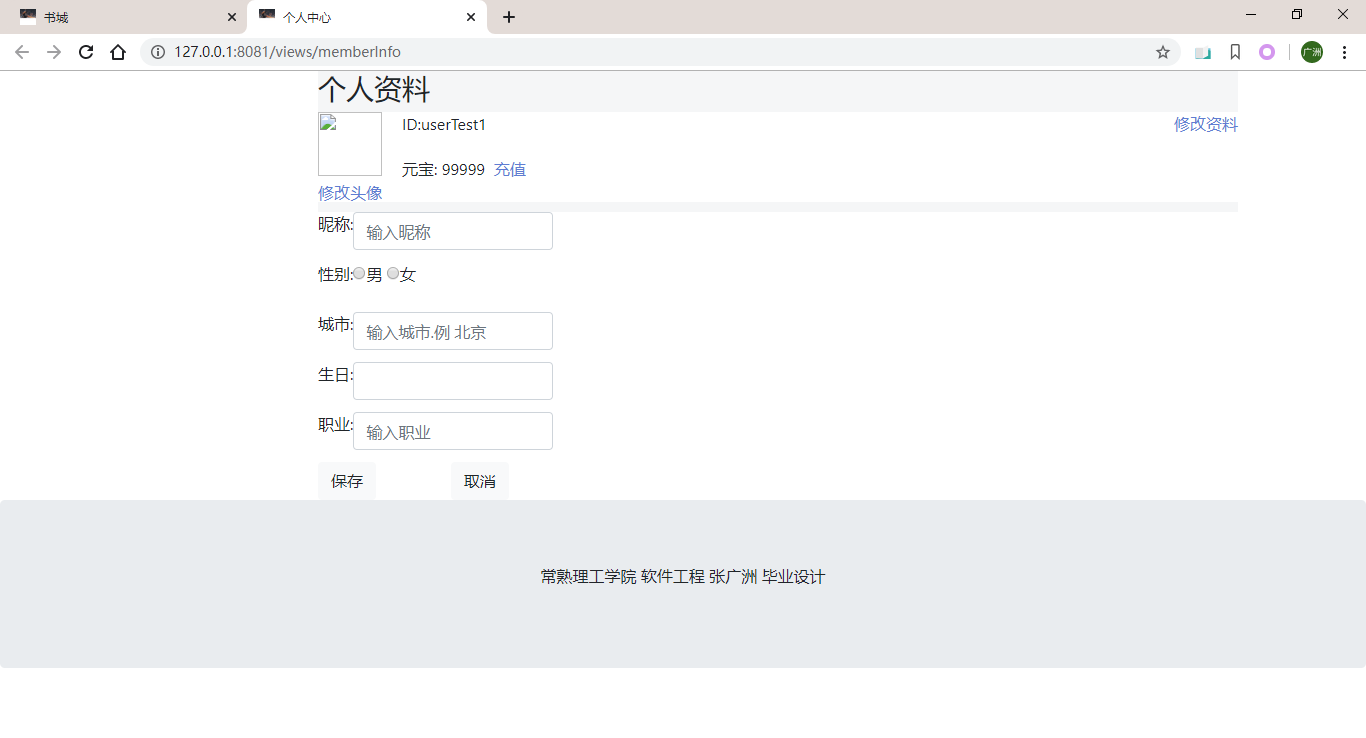 书城
个人中心
127.0.0.1:8081/views/memberInfo
广洲
个人资料
ID:userTest1
修改资料
元宝: 99999 充值
修改头像
昵称: 输入昵称
性别: 男 女
城市: 输入城市.例 北京
生日:
职业: 输入职业
保存 取消
常熟理工学院 软件工程 张广洲 毕业设计